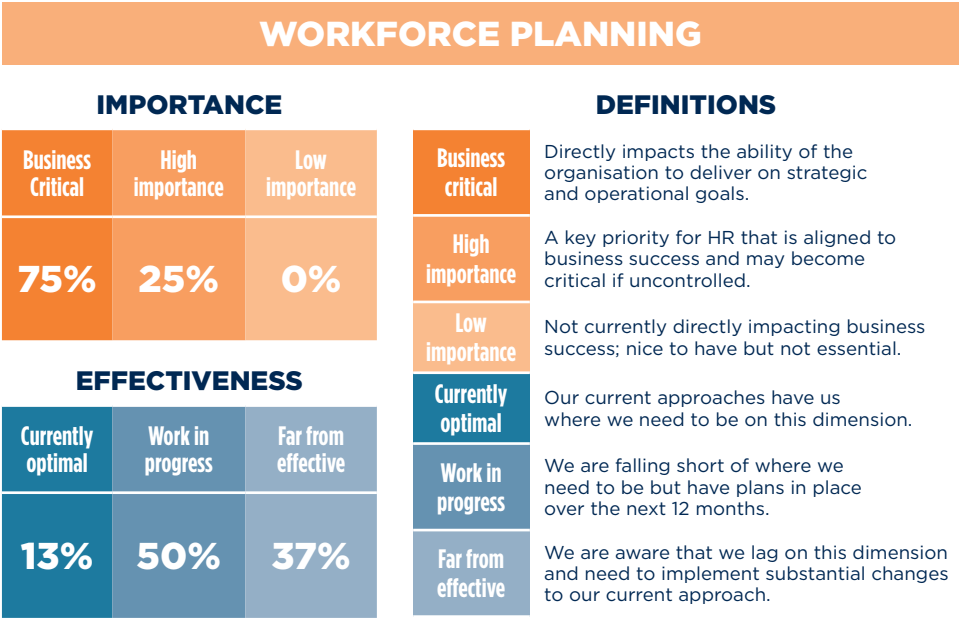 WORKFORCE PLANNING
IMPORTANCE
Business
Critical
High
importance
Low
importance
75%
25%
0%
EFFECTIVENESS
Currently
optimal
Work in
progress
Far from
effective
13%
50%
37%
DEFINITIONS
Business
critical
Directly impacts the ability of the
organisation to deliver on strategic
and operational goals.
High
importance
A key priority for HR that is aligned to
business success and may become
critical if uncontrolled.
Low
importance
Not currently directly impacting business
success; nice to have but not essential.
Currently
optimal
Our current approaches have us
where we need to be on this dimension.
Work in
progress
We are falling short of where we
need to be but have plans in place
over the next 12 months.
Far from
effective
We are aware that we lag on this dimension
and need to implement substantial changes
to our current approach.